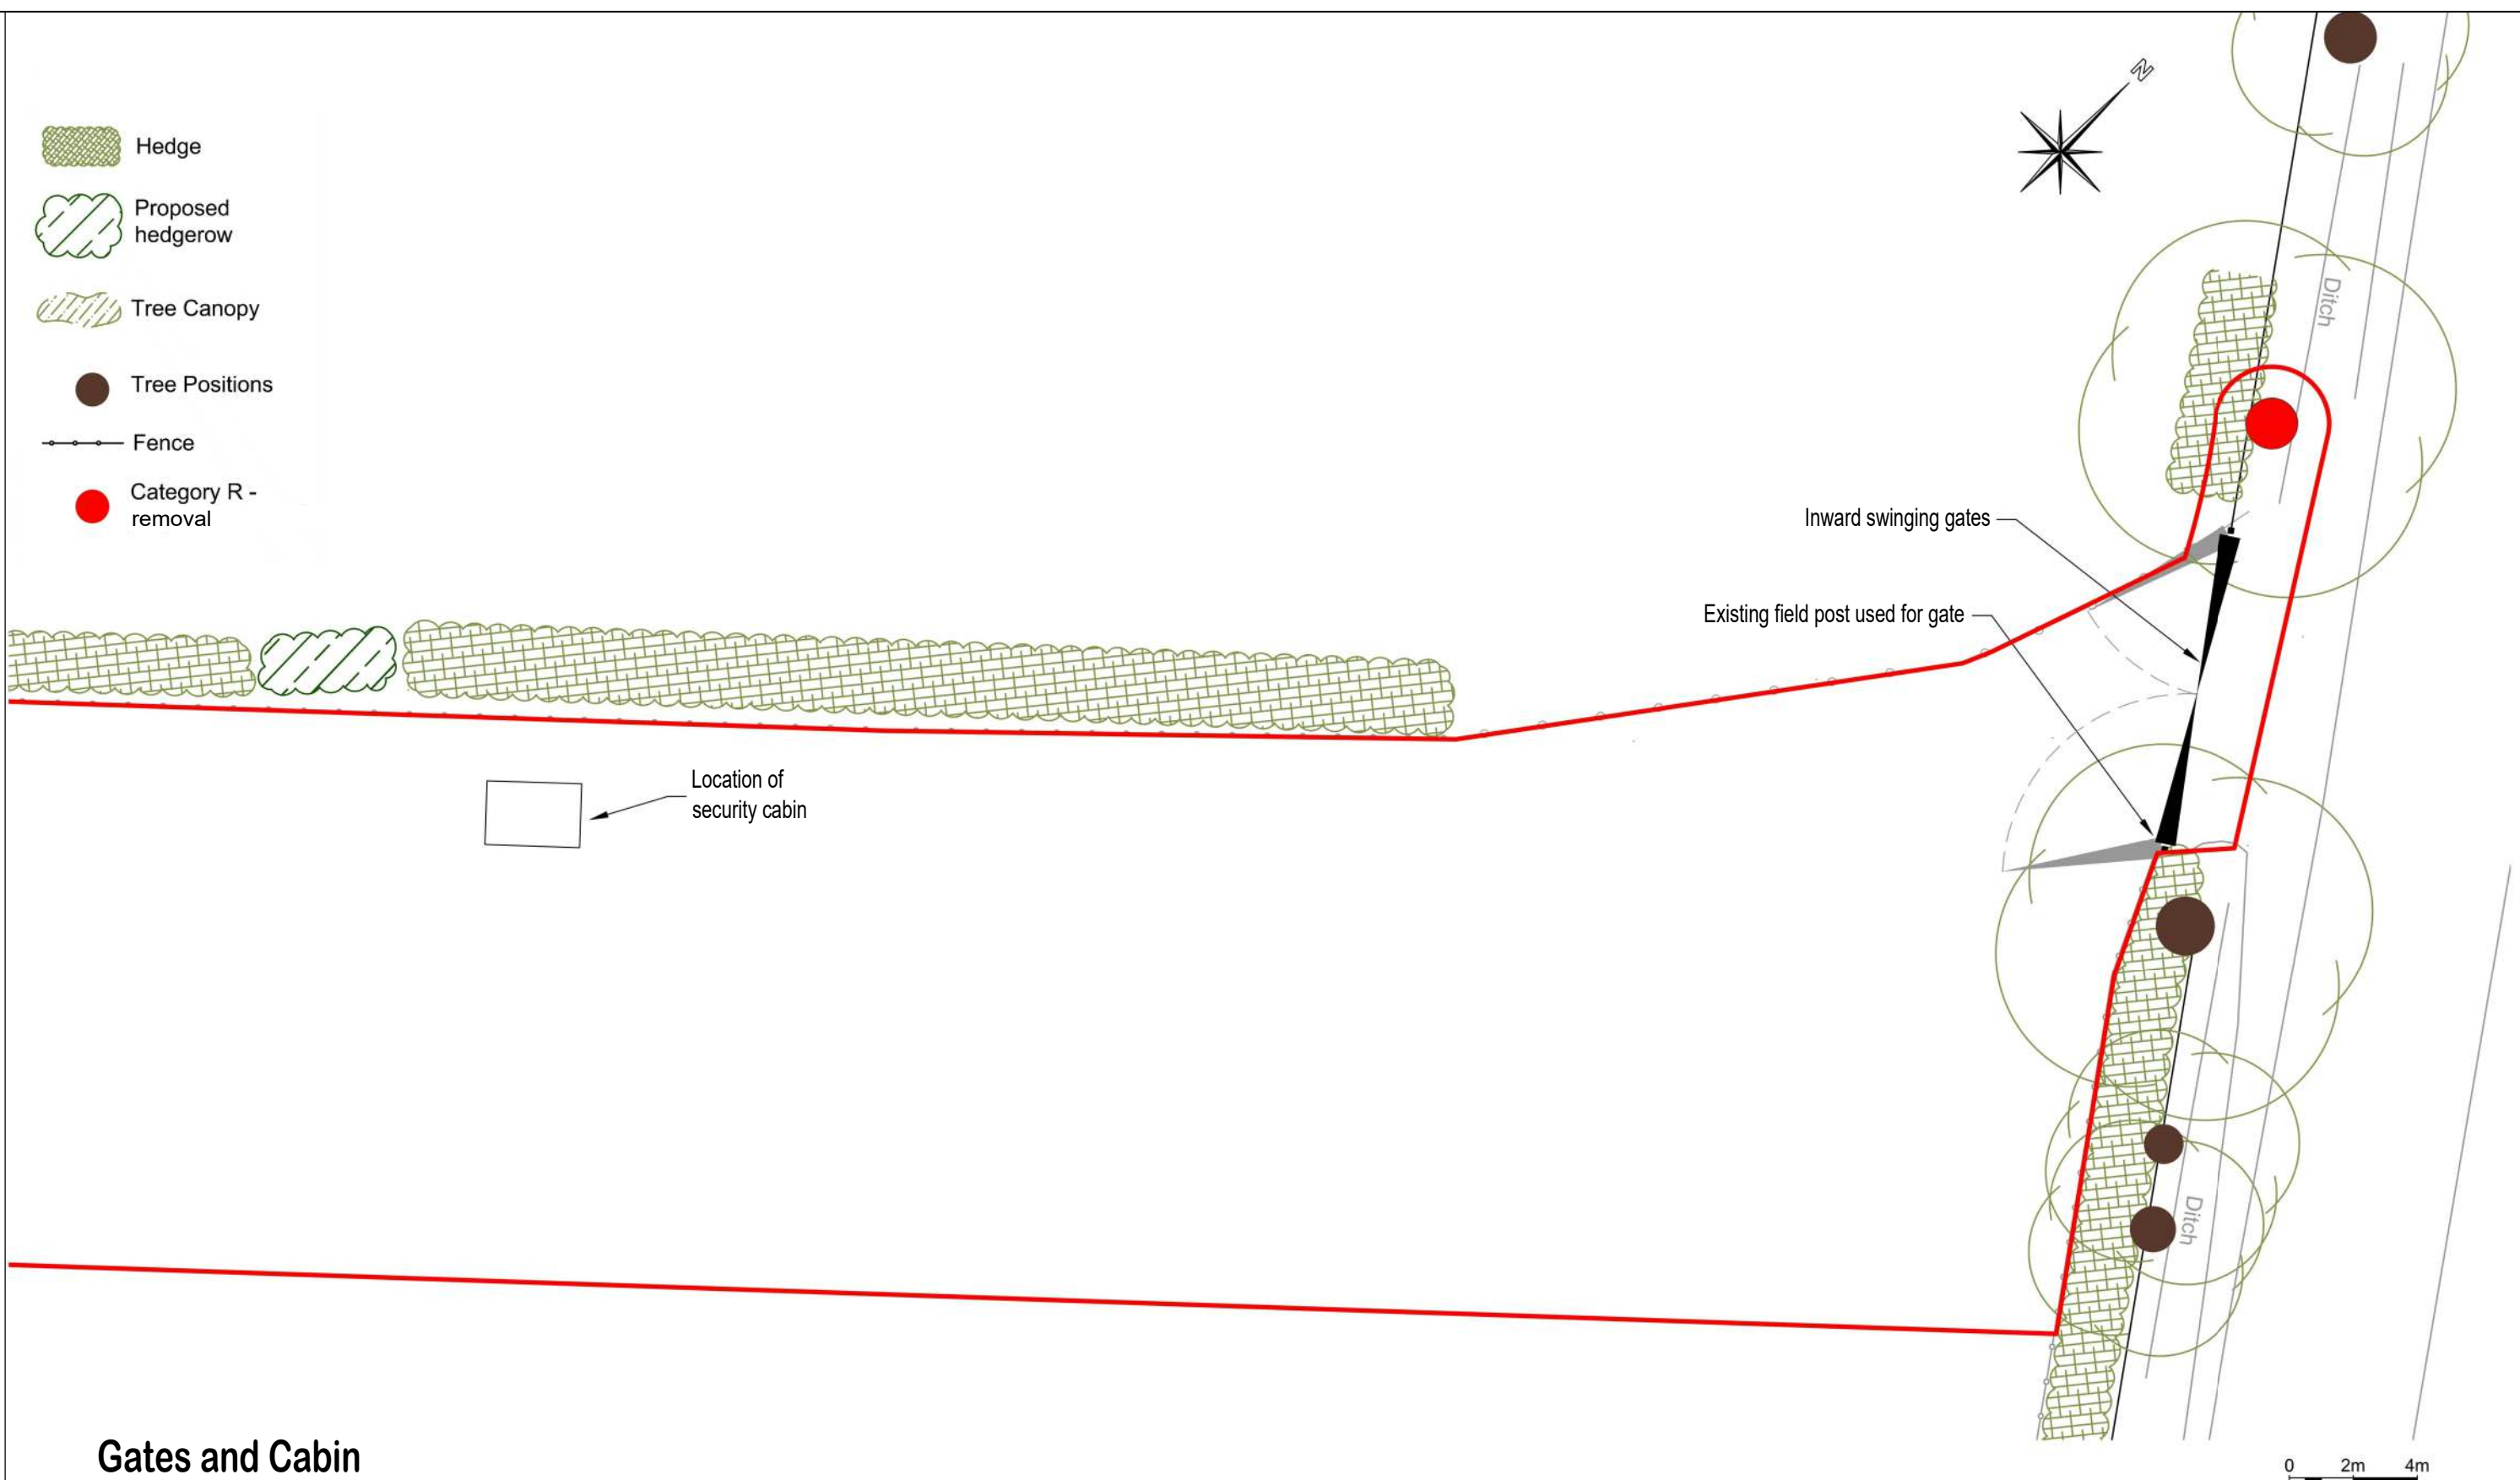 N
Hedge
Proposed
hedgerow
Tree Canopy
Tree Positions
Fence
Category R -
removal
Ditch
Inward swinging gates
Existing field post used for gate
Location of
security cabin
Ditch
Gates and Cabin
0 2m 4m